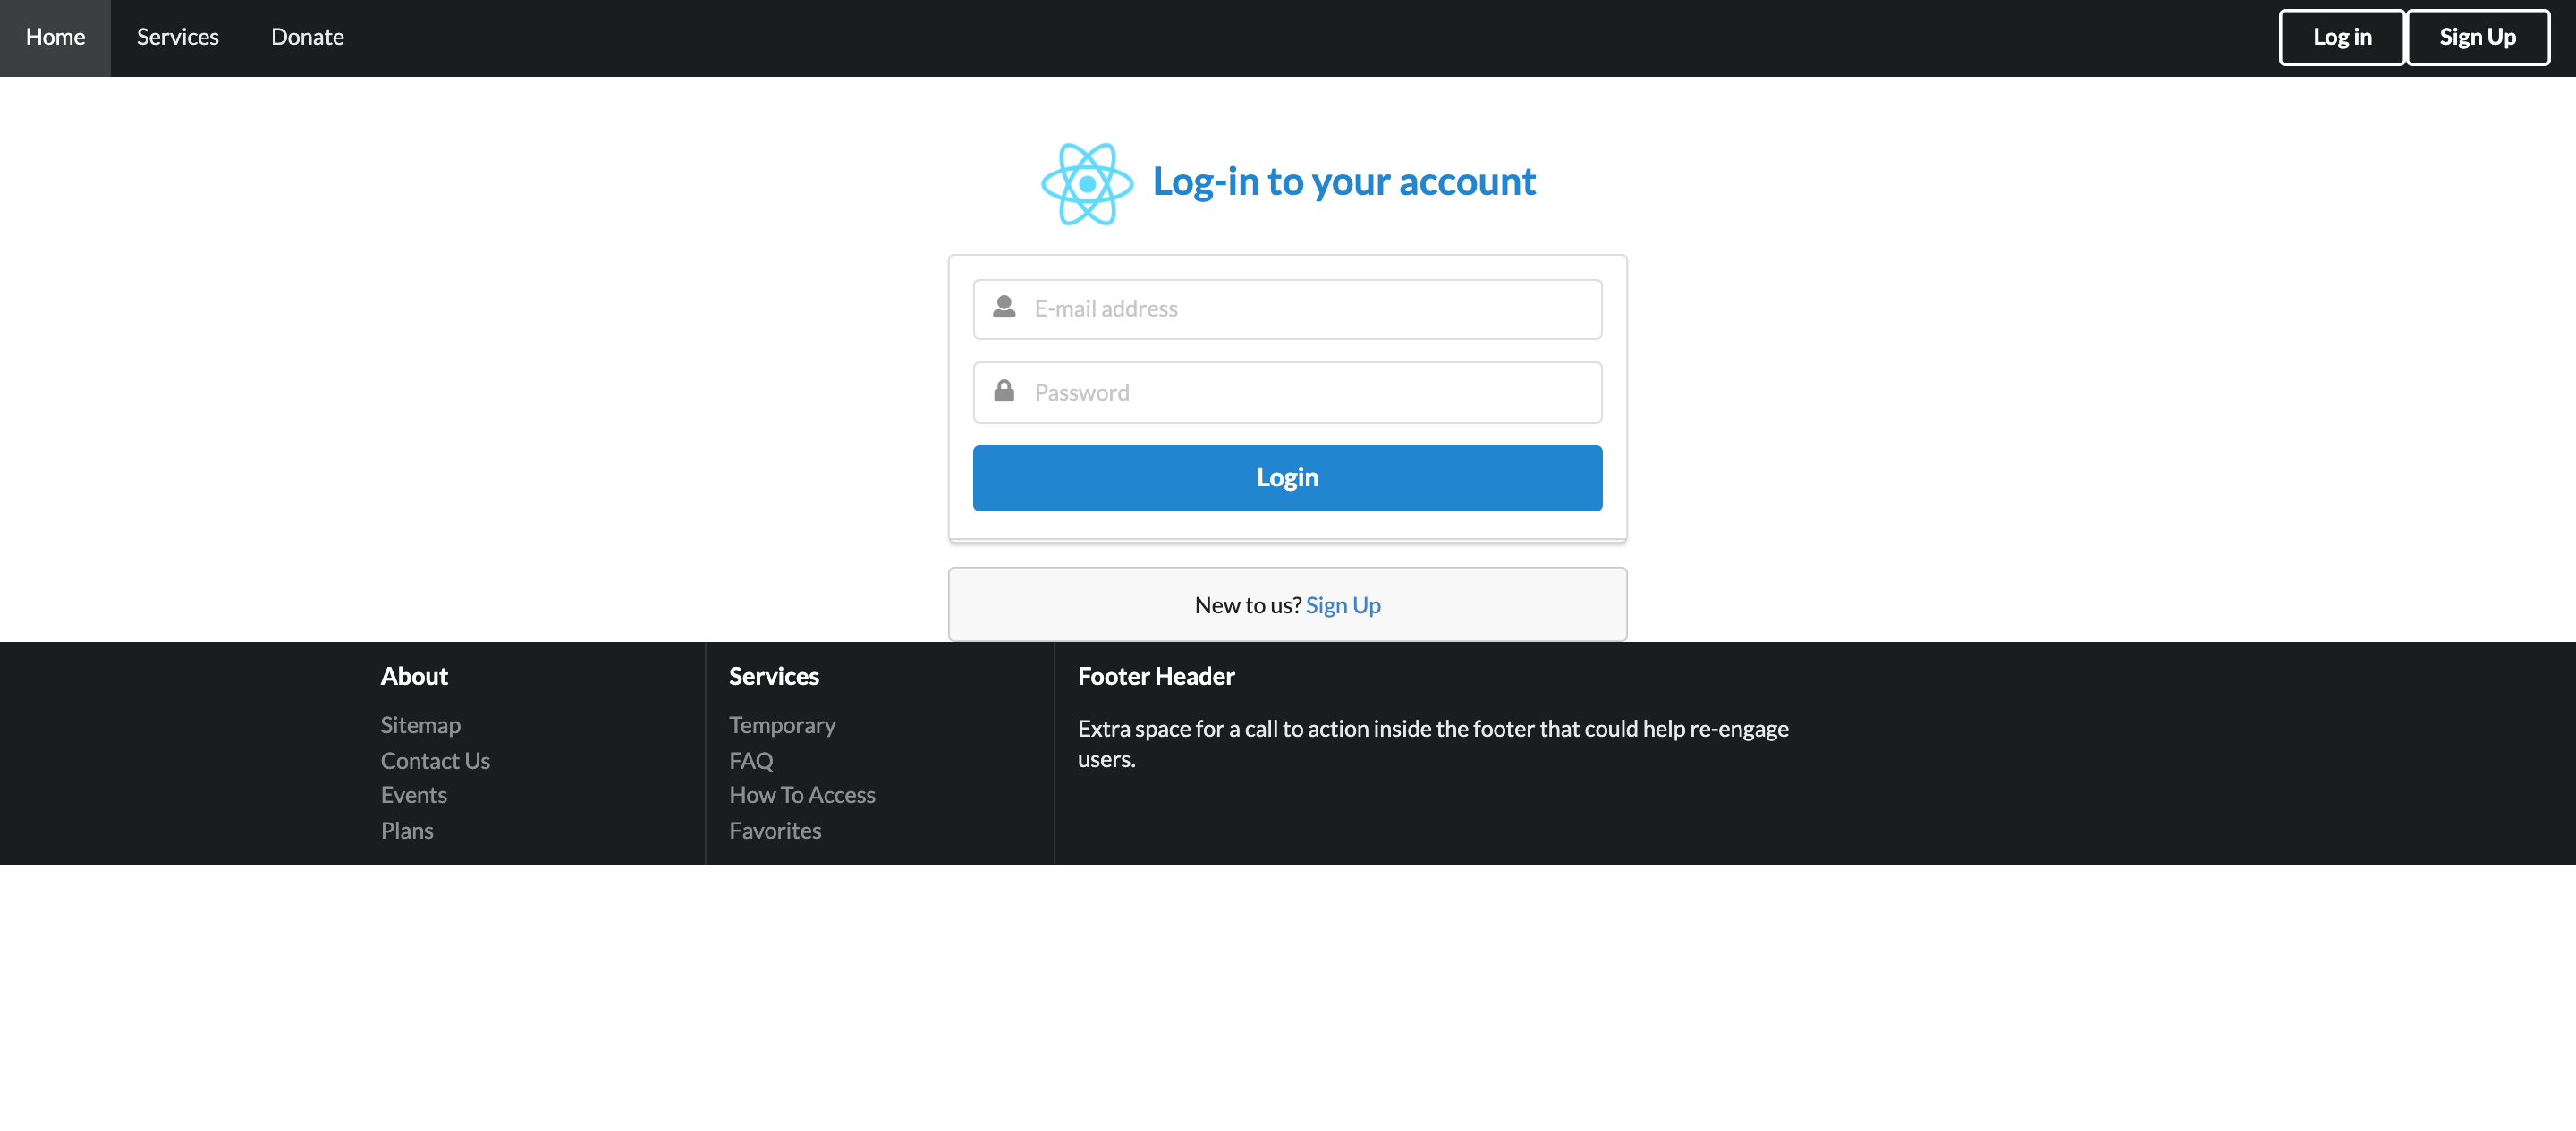 Home Services Donate Log in Sign Up
Log-in to your account
E-mail address
Password
Login
New to us? Sign Up
About
Sitemap
Contact Us
Events
Plans
Services
Temporary
FAQ
How To Access
Favorites
Footer Header
Extra space for a call to action inside the footer that could help re-engage
users.